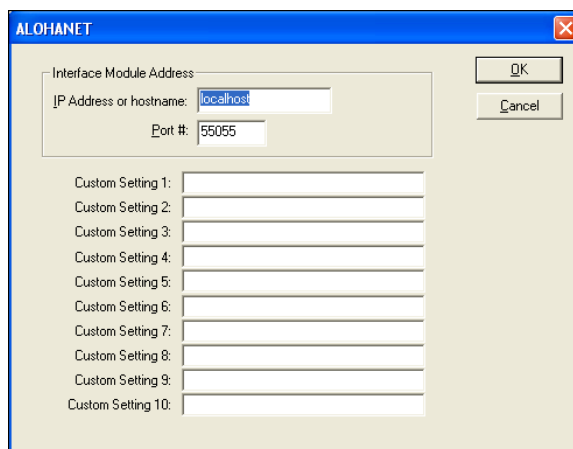 ALOHANET
Interface Module Address
IP Address or hostname: localhost
Port #: 55055
OK
Cancel
Custom Setting 1:
Custom Setting 2:
Custom Setting 3:
Custom Setting 4:
Custom Setting 5:
Custom Setting 6:
Custom Setting 7:
Custom Setting 8:
Custom Setting 9:
Custom Setting 10: